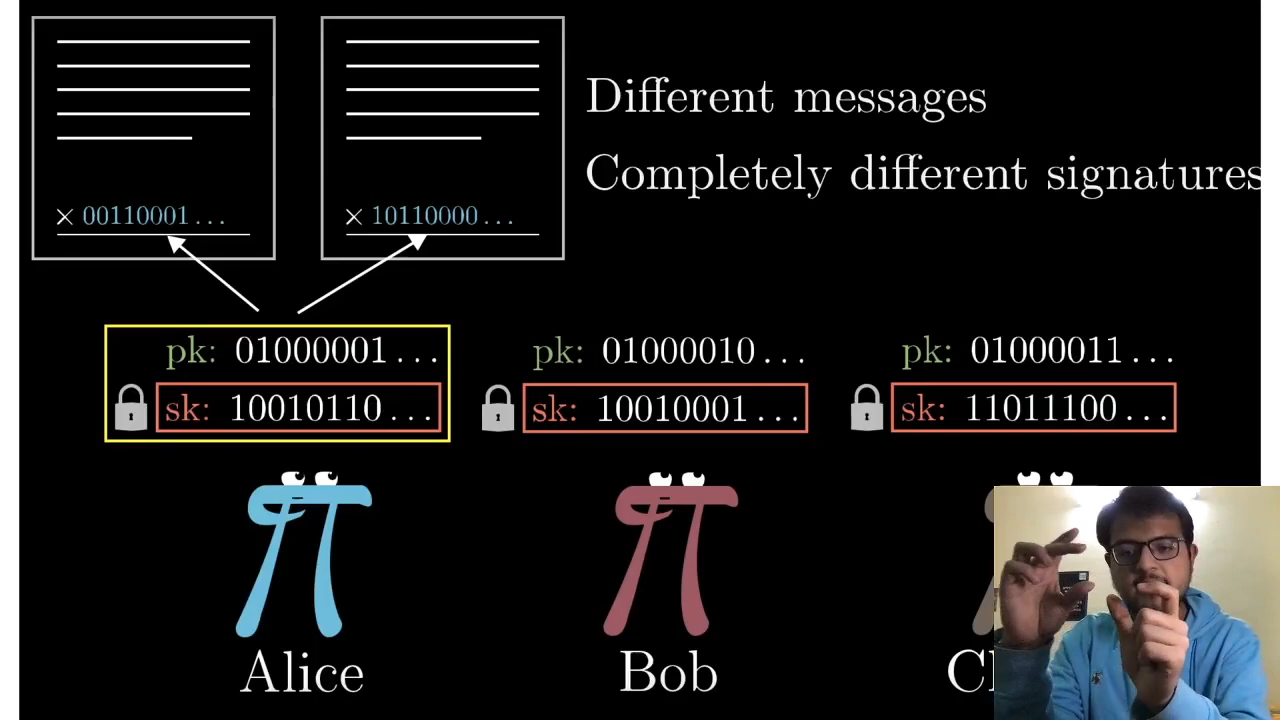 Different messages
Completely different signatures
× 00110001...
× 10110000...
pk: 01000001...
sk: 10010110...
pk: 01000010...
sk: 10010001...
pk: 01000011...
sk: 11011100...
Alice
Bob